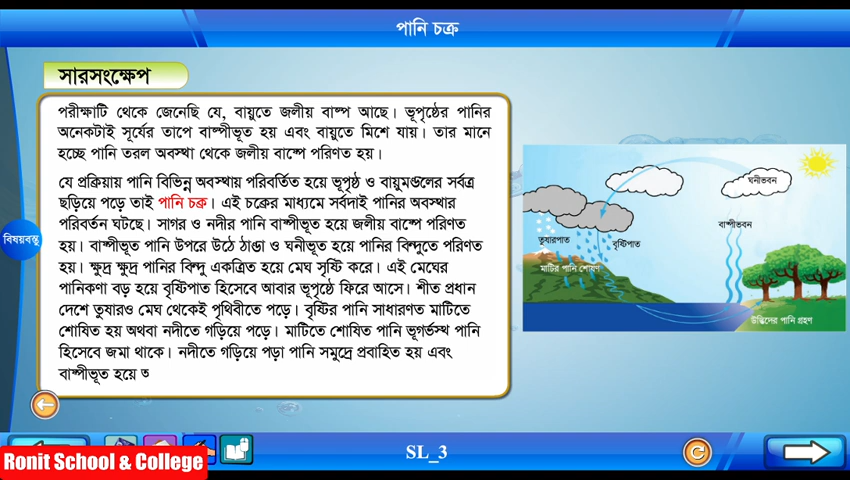 পানি চক্র
সারসংক্ষেপ
পরীক্ষাটি থেকে জেনেছি যে, বায়ুতে জলীয় বাষ্প আছে। ভূপৃষ্ঠের পানির
অনেকটাই সূর্যের তাপে বাষ্পীভূত হয় এবং বায়ুতে মিশে যায়। তার মানে
হচ্ছে পানি তরল অবস্থা থেকে জলীয় বাষ্পে পরিণত হয়।
যে প্রক্রিয়ায় পানি বিভিন্ন অবস্থায় পরিবর্তিত হয়ে ভূপৃষ্ঠ ও বায়ুমণ্ডলের সর্বত্র
ছড়িয়ে পড়ে তাই পানি চক্র। এই চক্রের মাধ্যমে সর্বদাই পানির অবস্থার
পরিবর্তন ঘটছে। সাগর ও নদীর পানি বাষ্পীভূত হয়ে জলীয় বাষ্পে পরিণত
হয়। বাষ্পীভূত পানি উপরে উঠে ঠাণ্ডা ও ঘনীভূত হয়ে পানির বিন্দুতে পরিণত
হয়। ক্ষুদ্র ক্ষুদ্র পানির বিন্দু একত্রিত হয়ে মেঘ সৃষ্টি করে। এই মেঘের
পানিকণা বড় হয়ে বৃষ্টিপাত হিসেবে আবার ভূপৃষ্ঠে ফিরে আসে। শীত প্রধান
দেশে তুষারও মেঘ থেকেই পৃথিবীতে পড়ে। বৃষ্টির পানি সাধারণত মাটিতে
শোষিত হয় অথবা নদীতে গড়িয়ে পড়ে। মাটিতে শোষিত পানি ভূগর্ভস্থ পানি
হিসেবে জমা থাকে। নদীতে গড়িয়ে পড়া পানি সমুদ্রে প্রবাহিত হয় এবং
বাষ্পীভূত হয়ে
ঘনীভবন
বাষ্পীভবন
তুষারপাত
বৃষ্টিপাত
মাটির পানি শোষণ
উদ্ভিদের পানি গ্রহণ
বিষয়বস্তু
SL_3
Ronit School & College